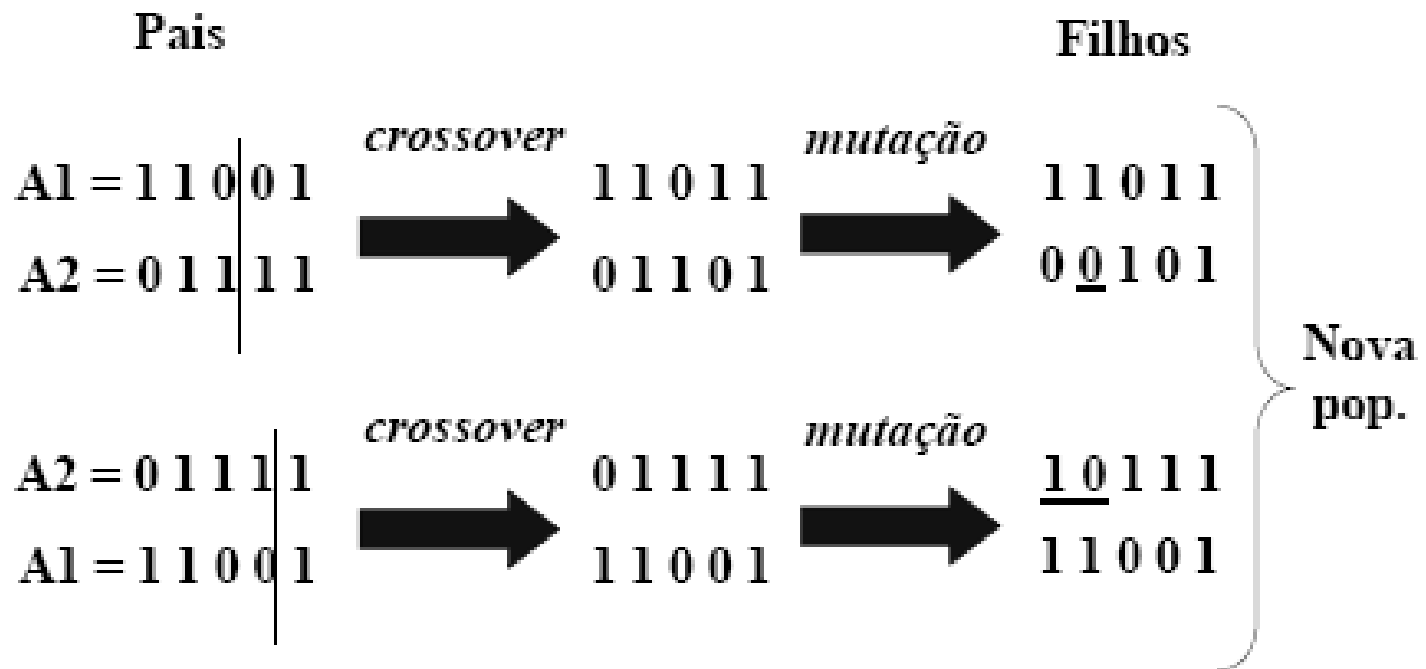 Pais
Filhos
crossover
mutação
A1 = 1 1 0 0 1
1 1 0 1 1
1 1 0 1 1
A2 = 0 1 1 1 1
0 1 1 0 1
0 0 1 0 1
Nova
pop.
crossover
mutação
A2 = 0 1 1 1 1
0 1 1 1 1
1 0 1 1 1
A1 = 1 1 0 0 1
1 1 0 0 1
1 1 0 0 1